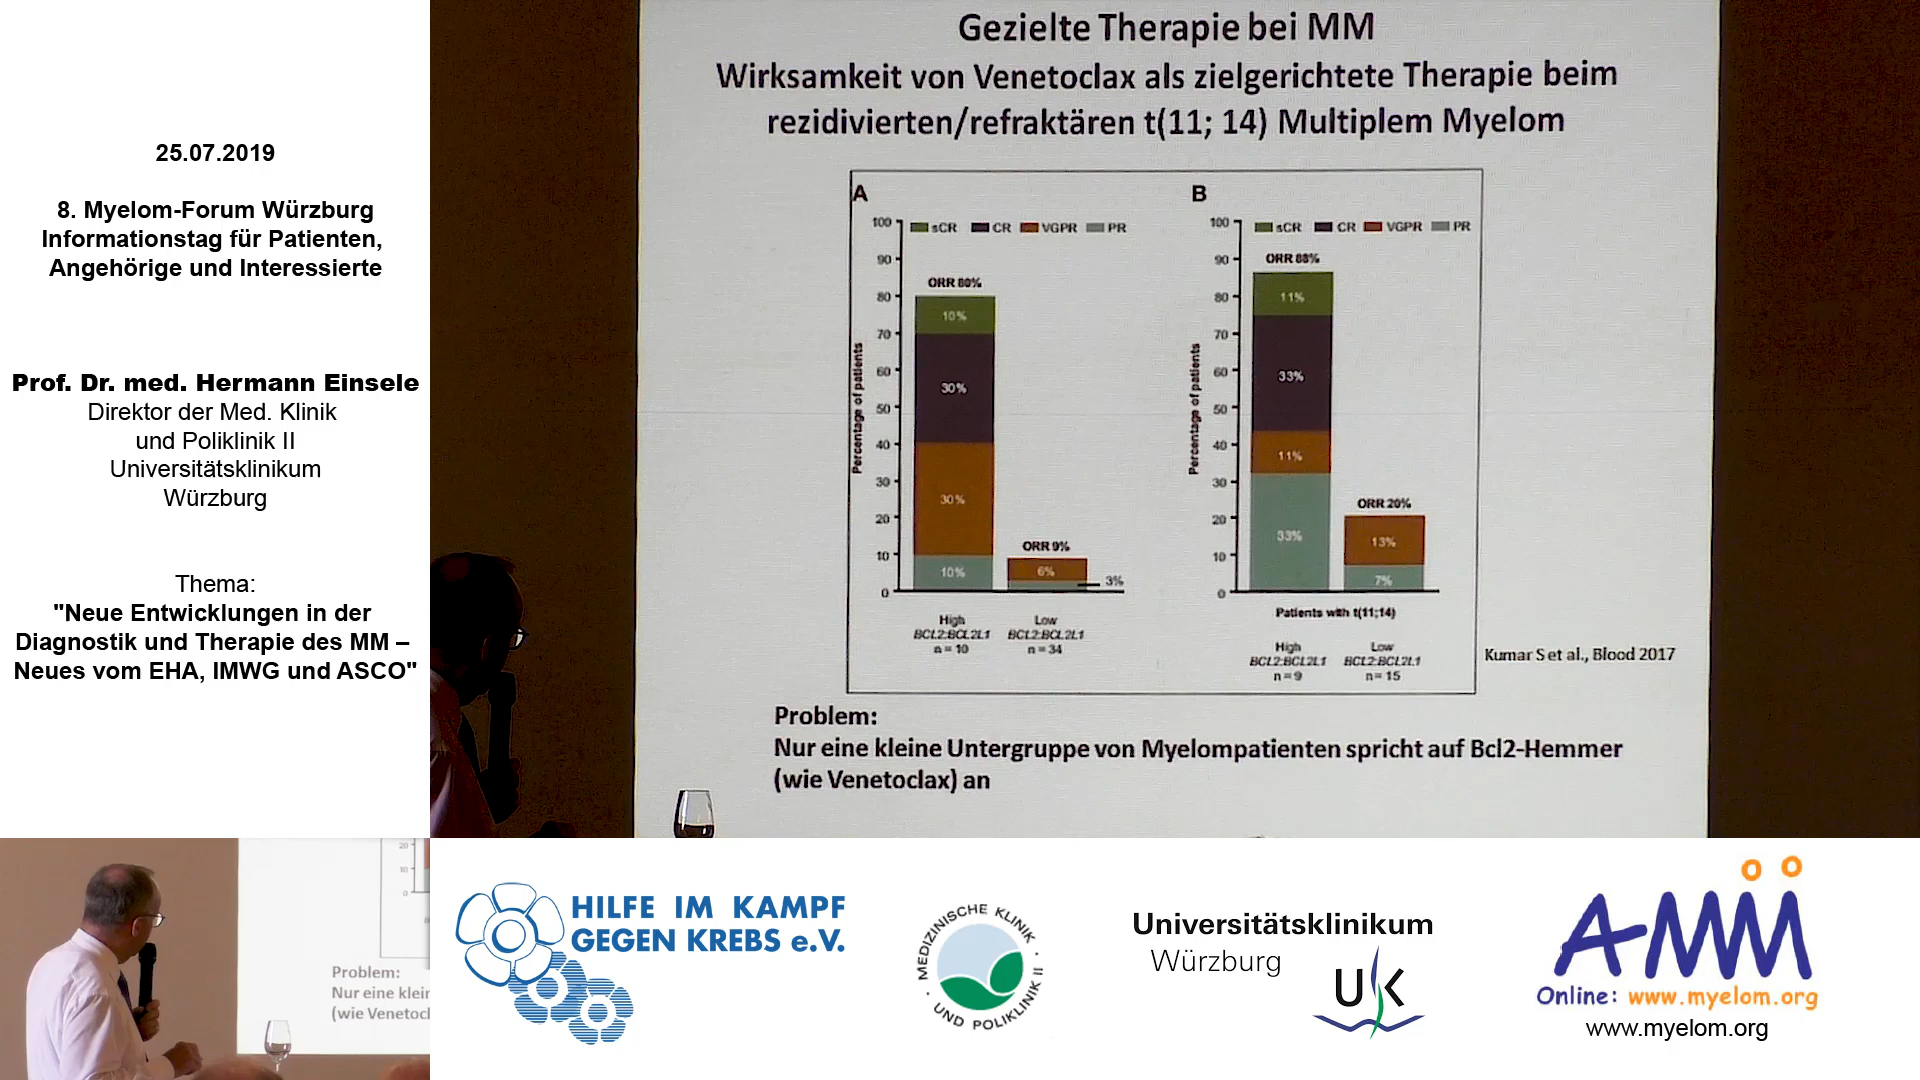 25.07.2019
8. Myelom-Forum Würzburg
Informationstag für Patienten,
Angehörige und Interessierte
Prof. Dr. med. Hermann Einsele
Direktor der Med. Klinik
und Poliklinik II
Universitätsklinikum
Würzburg
Thema:
"Neue Entwicklungen in der
Diagnostik und Therapie des MM –
Neues vom EHA, IMWG und ASCO"
Gezielte Therapie bei MM
Wirksamkeit von Venetoclax als zielgerichtete Therapie beim
rezidivierten/refraktären t(11; 14) Multiplem Myelom
A
sCR CR VGPR PR
Percentage of patients
100
90
80
70
60
50
40
30
20
10
0
ORR 80%
10%
30%
30%
10%
ORR 9%
6%
3%
High
BCL2:BCL2L1
n = 10
Low
BCL2:BCL2L1
n = 34
B
sCR CR VGPR PR
Percentage of patients
100
90
80
70
60
50
40
30
20
10
0
ORR 88%
11%
33%
11%
33%
ORR 20%
13%
7%
Patients with t(11;14)
High
BCL2:BCL2L1
n = 9
Low
BCL2:BCL2L1
n = 15
Kumar S et al., Blood 2017
Problem:
Nur eine kleine Untergruppe von Myelompatienten spricht auf Bcl2-Hemmer
(wie Venetoclax) an
20
10
0
Problem:
Nur eine klein
(wie Venetocl
HILFE IM KAMPF
GEGEN KREBS e.V.
MEDIZINISCHE KLINIK
UND POLIKLINIK II
Universitätsklinikum
Würzburg
UK
AMM
Online: www.myelom.org
www.myelom.org